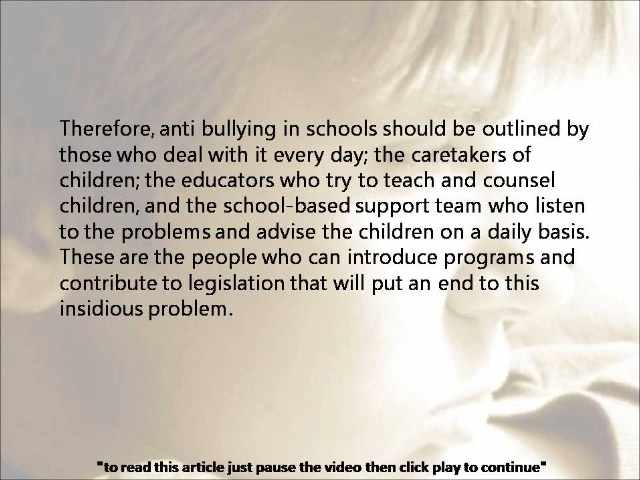 Therefore, anti bullying in schools should be outlined by
those who deal with it every day; the caretakers of
children; the educators who try to teach and counsel
children, and the school-based support team who listen
to the problems and advise the children on a daily basis.
These are the people who can introduce programs and
contribute to legislation that will put an end to this
insidious problem.
"to read this article just pause the video then click play to continue"